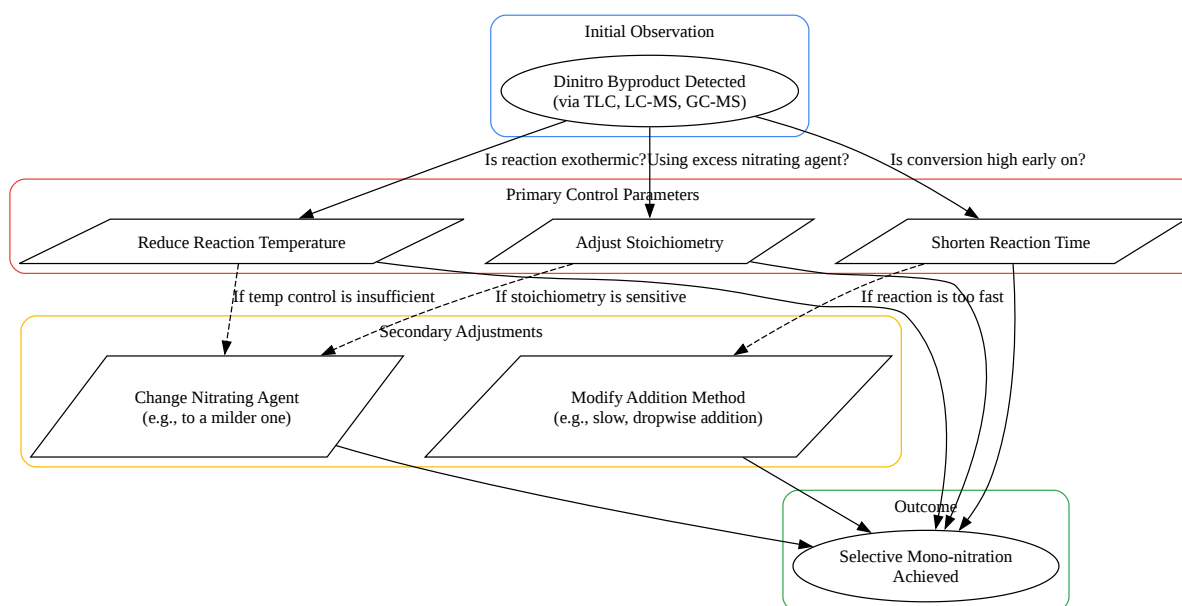 Initial Observation
Dinitro Byproduct Detected
(via TLC, LC-MS, GC-MS)
Is reaction exothermic?
Using excess nitrating agent?
Is conversion high early on?
Primary Control Parameters
Reduce Reaction Temperature
Adjust Stoichiometry
Shorten Reaction Time
If temp control is insufficient
If stoichiometry is sensitive
If reaction is too fast
Secondary Adjustments
Change Nitrating Agent
(e.g., to a milder one)
Modify Addition Method
(e.g., slow, dropwise addition)
Outcome
Selective Mono-nitration
Achieved